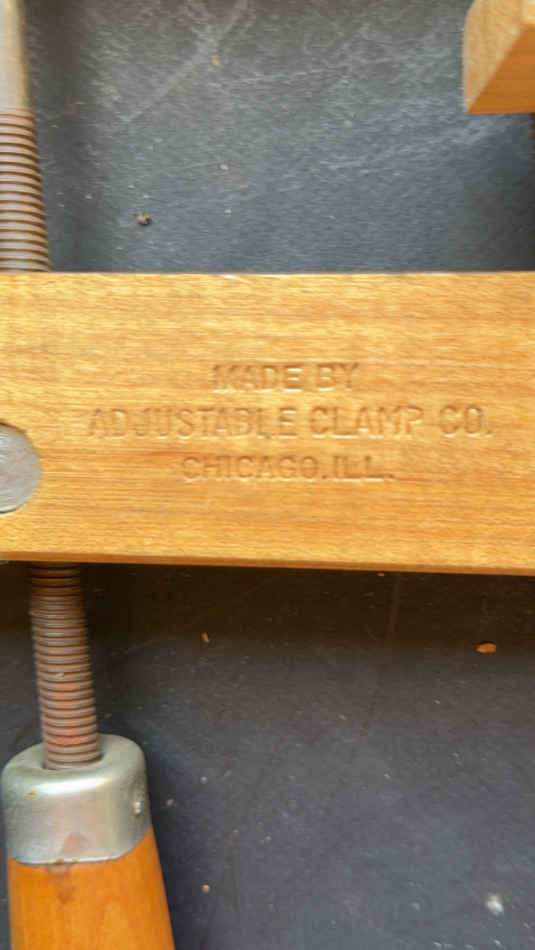 MADE BY
ADJUSTABLE CLAMP CO.
CHICAGO, ILL.